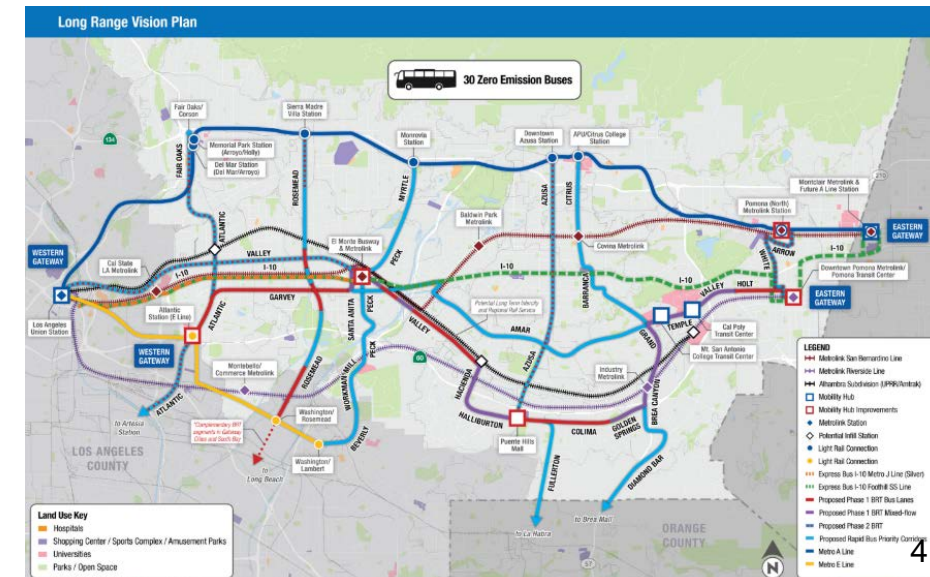 Long Range Vision Plan
30 Zero Emission Buses
Fair Oaks/
Corson
Sierra Madre
Villa Station
134
Memorial Park Station
(Arroyo/Holly)
Del Mar Station
(Del Mar/Arroyo)
FAIR OAKS
ROSEMEAD
Monrovia
Station
Downtown
Azusa Station
APU/Citrus College
Station
MYRTLE
AZUSA
CITRUS
Montclair Metrolink &
Future A Line Station
210
Pomona (North)
Metrolink Station
Baldwin Park
Metrolink
ATLANTIC
PECK
El Monte Busway
& Metrolink
Covina Metrolink
WESTERN
GATEWAY
Cal State
LA Metrolink
VALLEY
I-10
I-10
I-10
I-10
I-10
ARROW
WHITE
EASTERN
GATEWAY
Downtown Pomona Metrolink/
Pomona Transit Center
VALLEY
HOLT
EASTERN
GATEWAY
Los Angeles
Union Station
Atlantic
Station (E Line)
ATLANTIC
GARVEY
SANTA ANITA
PECK
VALLEY
Potential Long Term Intercity
and Regional Rail Service
BARRANCA
AMAR
GRAND
TEMPLE
Cal Poly
Transit Center
Mt. San Antonio
College Transit Center
WESTERN
GATEWAY
Montebello/
Commerce Metrolink
ROSEMEAD
PECK
WORKMAN MILL
60
HACIENDA
AZUSA
Industry
Metrolink
BREA CANYON
ATLANTIC
to Artesia
Station
*Complementary BRT
segments in Gateway
Cities and South Bay
Washington/
Rosemead
BEVERLY
HALLIBURTON
Puente Hills
Mall
COLIMA
GOLDEN
SPRINGS
LOS ANGELES
COUNTY
to
Long Beach
Washington/
Lambert
FULLERTON
DIAMOND BAR
to La Habra
to Brea Mall
ORANGE
COUNTY
57
N
LEGEND
Metrolink San Bernardino Line
Metrolink Riverside Line
Alhambra Subdivision (UPRR/Amtrak)
Mobility Hub
Mobility Hub Improvements
Metrolink Station
Potential Infill Station
Light Rail Connection
Light Rail Connection
Express Bus I-10 Metro J Line (Silver)
Express Bus I-10 Foothill SS Line
Proposed Phase 1 BRT Bus Lanes
Proposed Phase 1 BRT Mixed-flow
Proposed Phase 2 BRT
Proposed Rapid Bus Priority Corridors
Metro A Line
Metro E Line
4
Land Use Key
Hospitals
Shopping Center / Sports Complex / Amusement Parks
Universities
Parks / Open Space